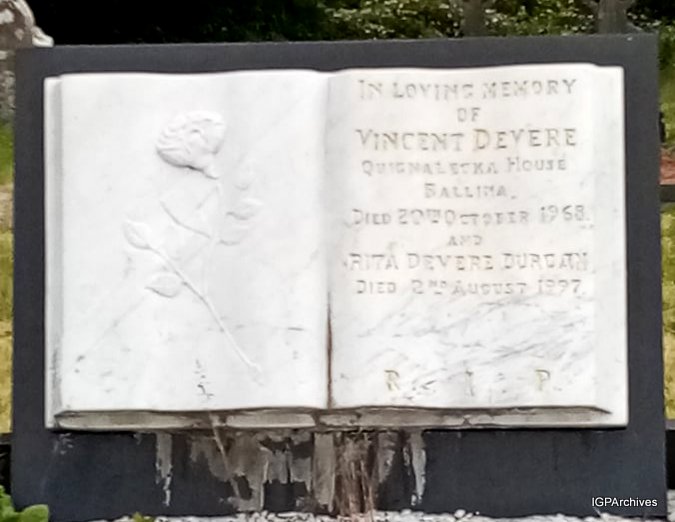 IN LOVING MEMORY
OF
VINCENT DEVERE
QUIGNALECKA HOUSE
BALLINA.
DIED 20TH OCTOBER 1968.
AND
RITA DEVERE DURCAN
DIED 2ND AUGUST 1997.
R I P
IGPArchives